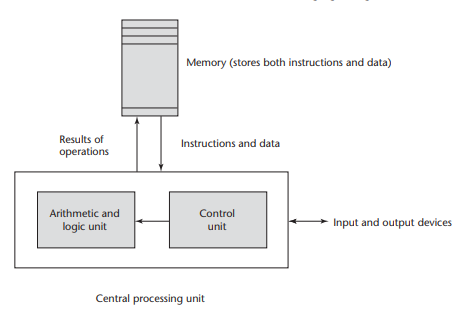 Memory (stores both instructions and data)
Results of
operations
Instructions and data
Arithmetic and
logic unit
Control
unit
Input and output devices
Central processing unit